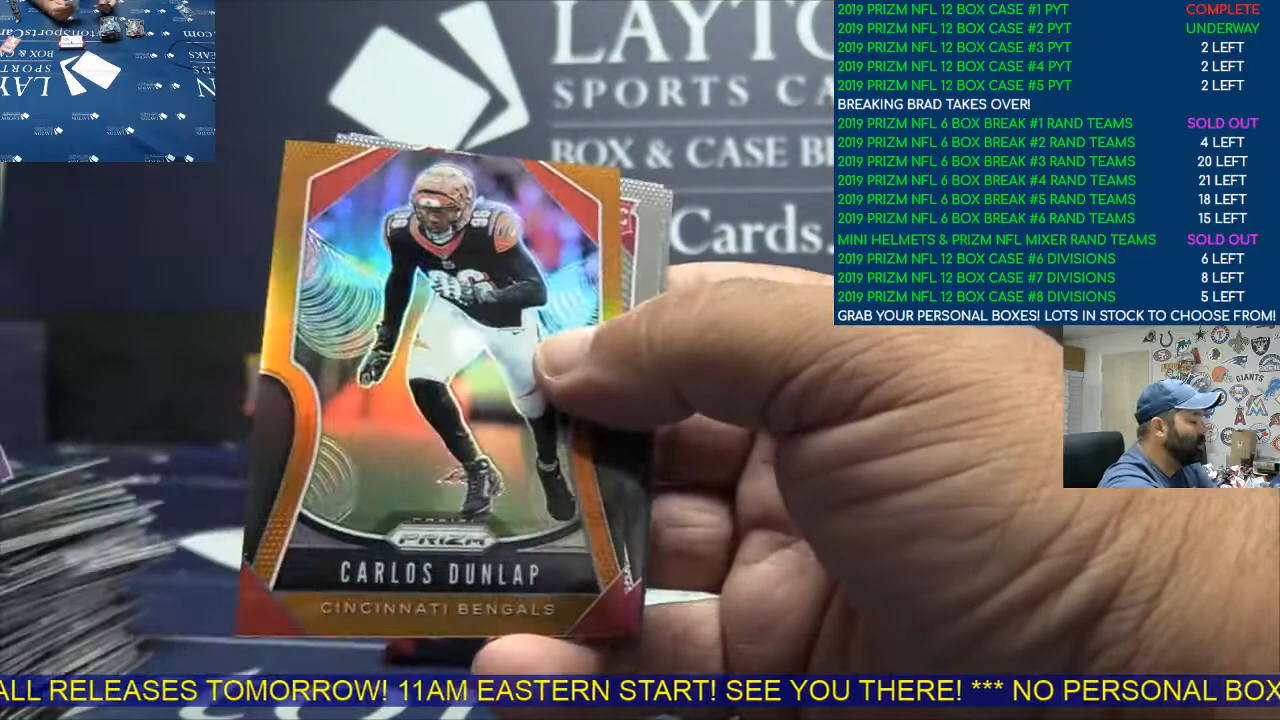 LAYTO
SPORTS CA
BOX & CASE B
Cards.
2019 PRIZM NFL 12 BOX CASE #1 PYT COMPLETE
2019 PRIZM NFL 12 BOX CASE #2 PYT UNDERWAY
2019 PRIZM NFL 12 BOX CASE #3 PYT 2 LEFT
2019 PRIZM NFL 12 BOX CASE #4 PYT 2 LEFT
2019 PRIZM NFL 12 BOX CASE #5 PYT 2 LEFT
BREAKING BRAD TAKES OVER!
2019 PRIZM NFL 6 BOX BREAK #1 RAND TEAMS SOLD OUT
2019 PRIZM NFL 6 BOX BREAK #2 RAND TEAMS 4 LEFT
2019 PRIZM NFL 6 BOX BREAK #3 RAND TEAMS 20 LEFT
2019 PRIZM NFL 6 BOX BREAK #4 RAND TEAMS 21 LEFT
2019 PRIZM NFL 6 BOX BREAK #5 RAND TEAMS 18 LEFT
2019 PRIZM NFL 6 BOX BREAK #6 RAND TEAMS 15 LEFT
MINI HELMETS & PRIZM NFL MIXER RAND TEAMS SOLD OUT
2019 PRIZM NFL 12 BOX CASE #6 DIVISIONS 6 LEFT
2019 PRIZM NFL 12 BOX CASE #7 DIVISIONS 8 LEFT
2019 PRIZM NFL 12 BOX CASE #8 DIVISIONS 5 LEFT
GRAB YOUR PERSONAL BOXES! LOTS IN STOCK TO CHOOSE FROM!
96
PRIZM
CARLOS DUNLAP
CINCINNATI BENGALS
GIANTS
ALL RELEASES TOMORROW! 11AM EASTERN START! SEE YOU THERE! *** NO PERSONAL BOX